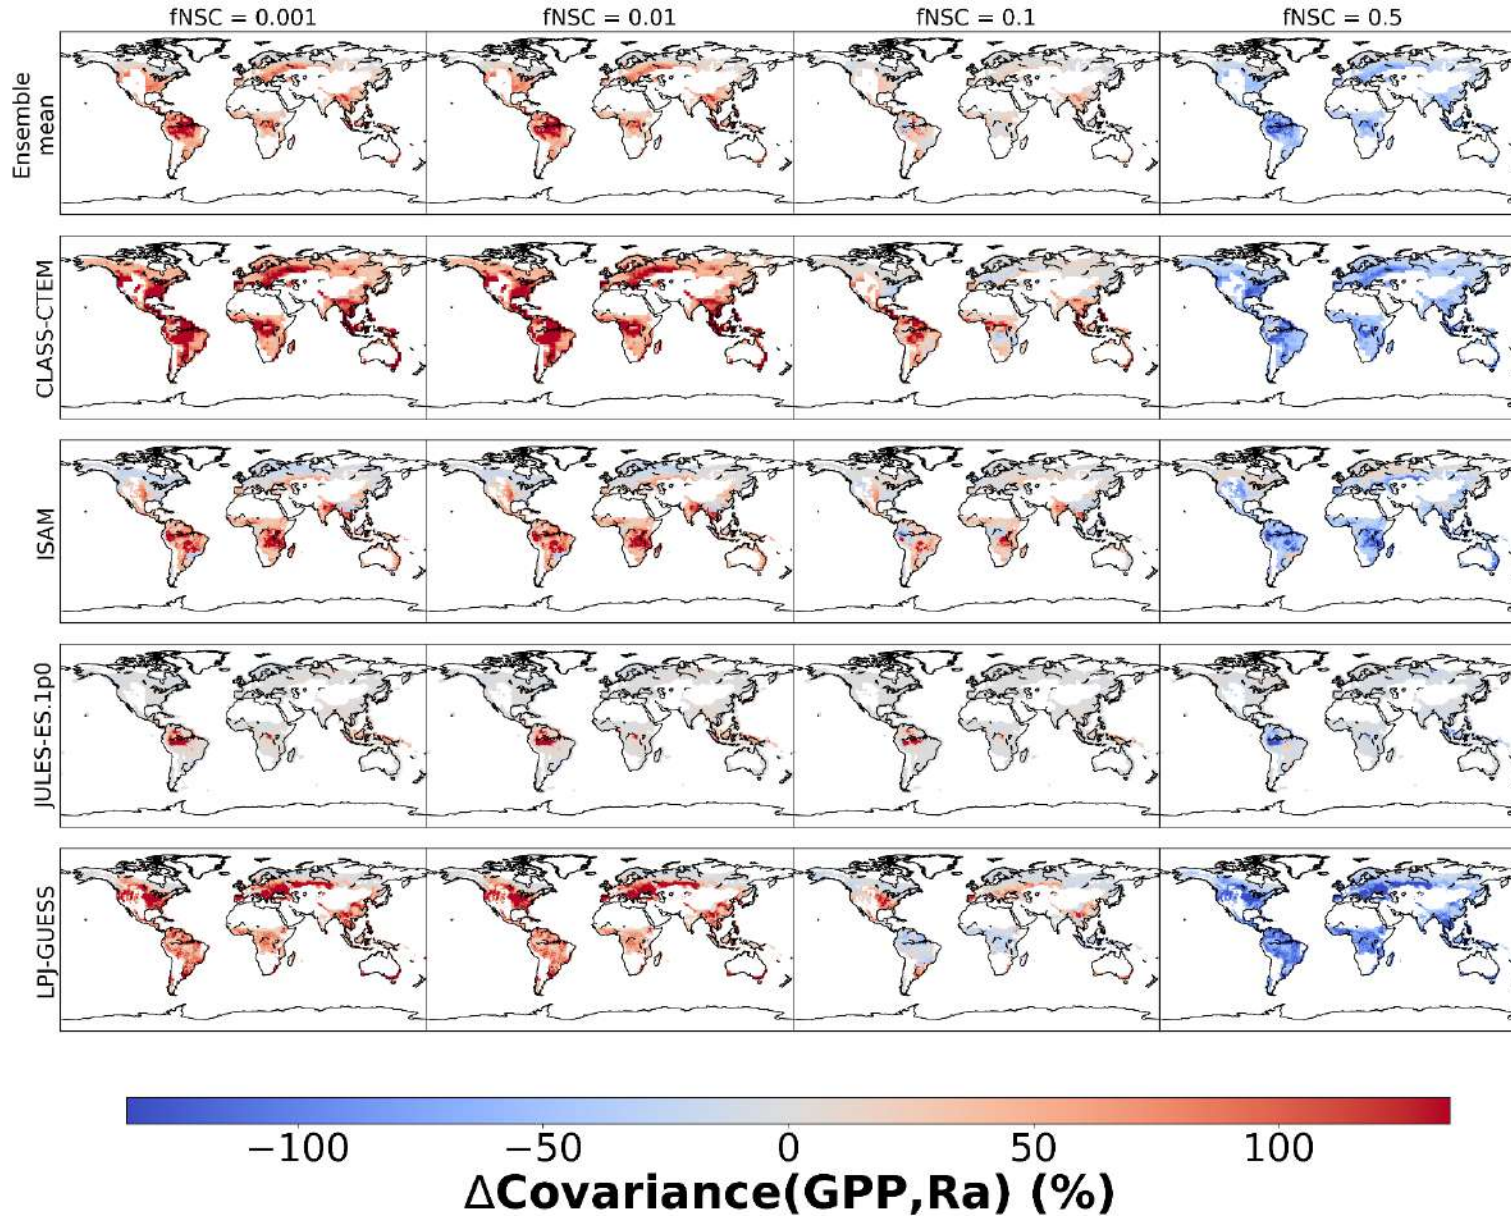 fNSC = 0.001 fNSC = 0.01 fNSC = 0.1 fNSC = 0.5
Ensemble
mean
CLASS-CTEM
ISAM
JULES-ES.1p0
LPJ-GUESS
−100 −50 0 50 100
ΔCovariance(GPP,Ra) (%)